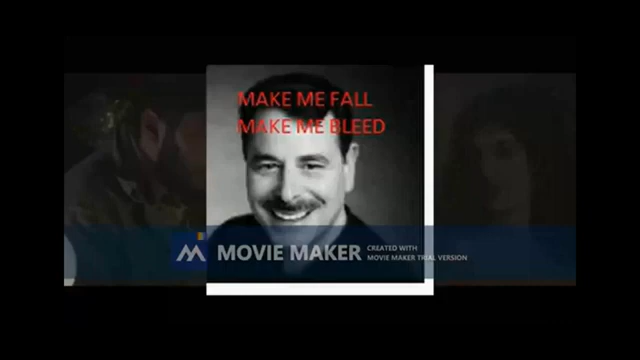 MAKE ME FALL
MAKE ME BLEED
MOVIE MAKER
CREATED WITH
MOVIE MAKER TRIAL VERSION